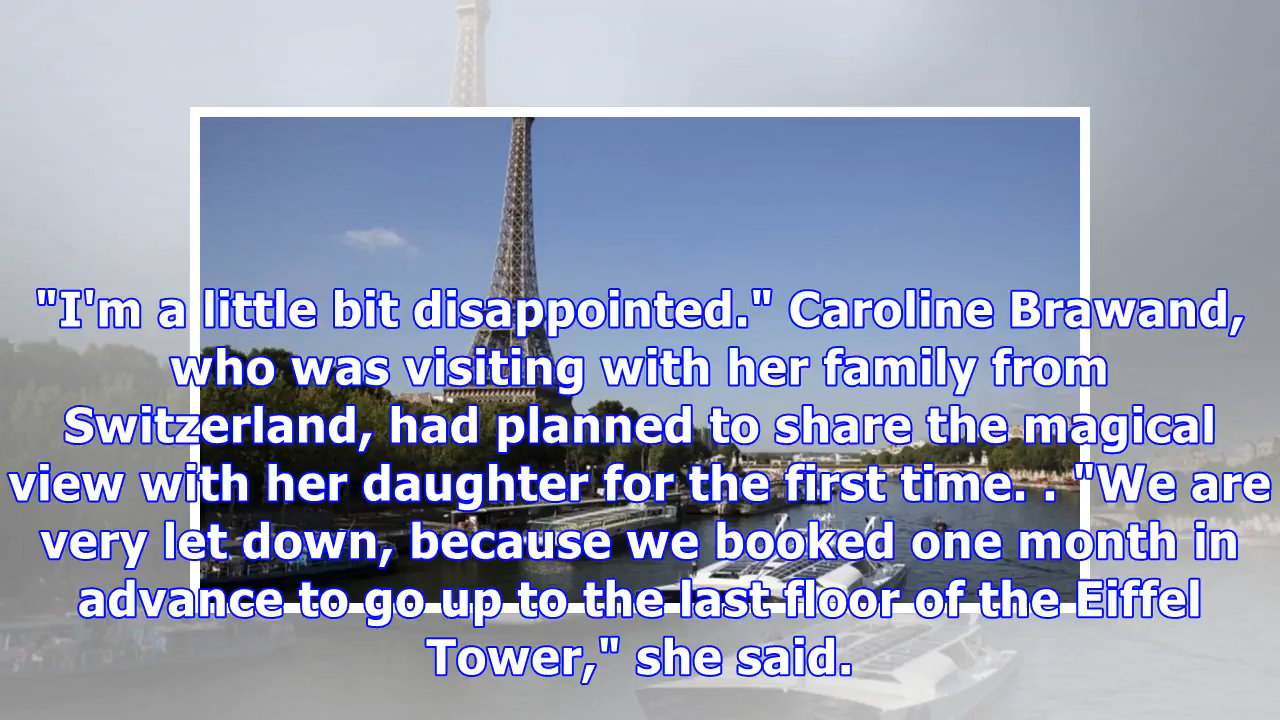 "I'm a little bit disappointed." Caroline Brawand,
who was visiting with her family from
Switzerland, had planned to share the magical
view with her daughter for the first time. . "We are
very let down, because we booked one month in
advance to go up to the last floor of the Eiffel
Tower," she said.